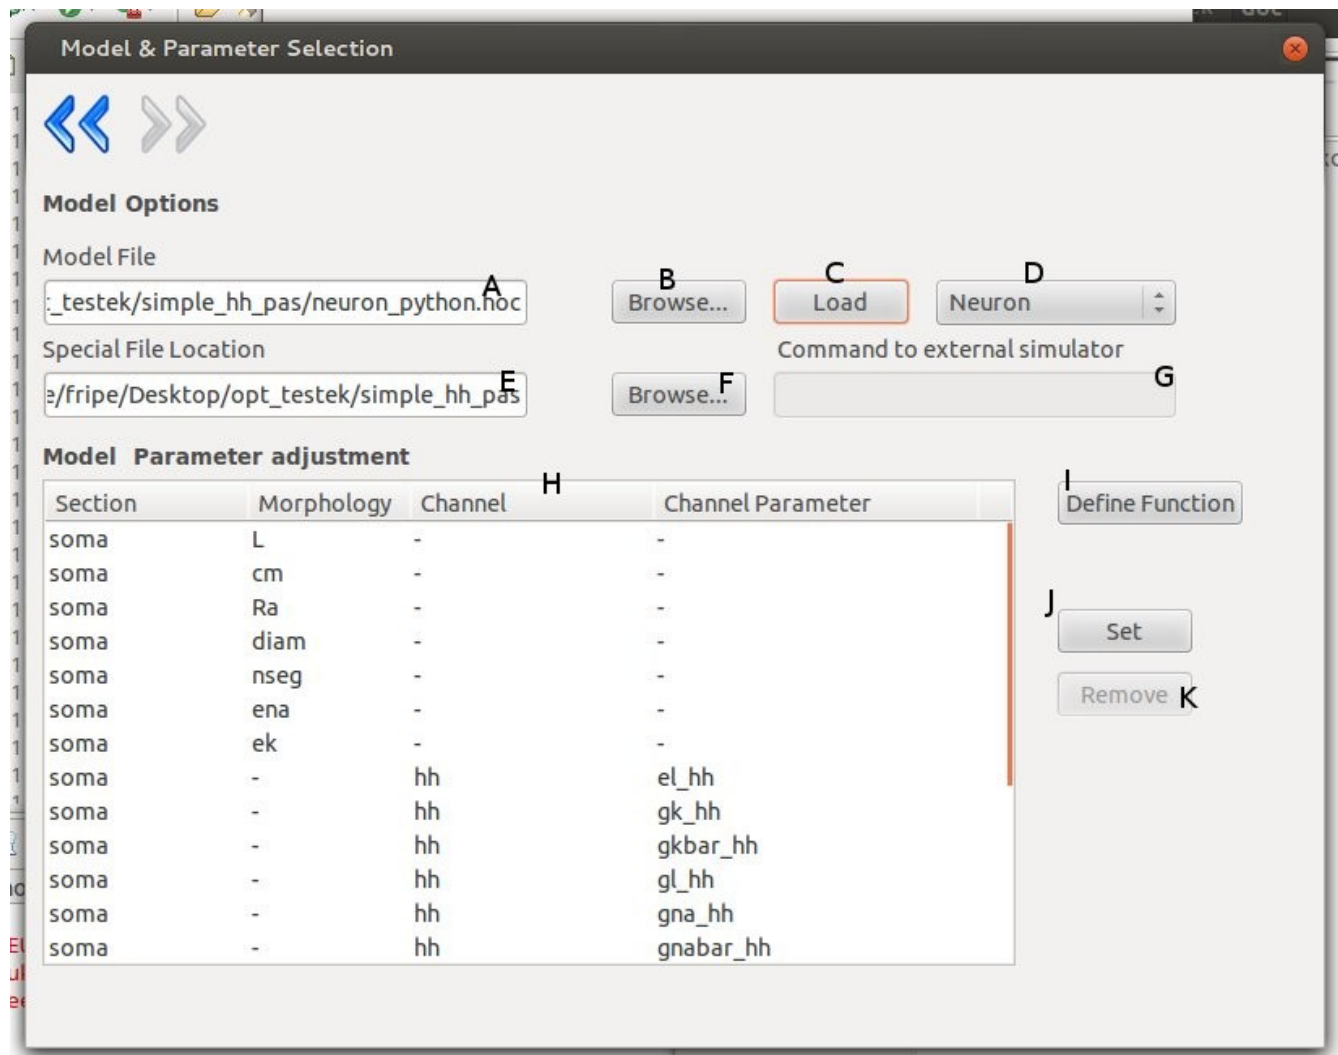 Model & Parameter Selection
Model Options
Model File
A B C D
:_testek/simple_hh_pas/neuron_python.hoc Browse... Load Neuron
Special File Location Command to external simulator
E F G
e/fripe/Desktop/opt_testek/simple_hh_pas Browse...
Model Parameter adjustment
H I
Section Morphology Channel Channel Parameter Define Function
soma L - -
soma cm - -
soma Ra - -
J
soma diam - - Set
soma nseg - -
soma ena - - Remove K
soma ek - -
soma - hh el_hh
soma - hh gk_hh
soma - hh gkbar_hh
soma - hh gl_hh
soma - hh gna_hh
soma - hh gnabar_hh